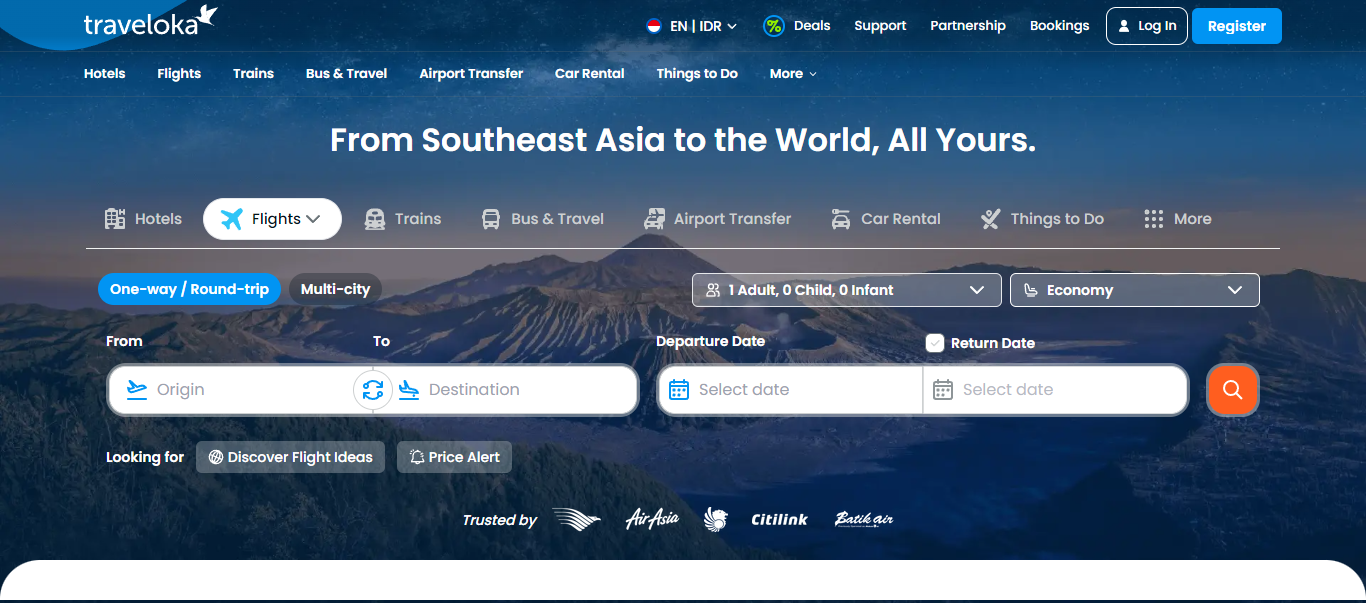 traveloka
EN | IDR
% Deals
Support
Partnership
Bookings
Log In
Register
Hotels
Flights
Trains
Bus & Travel
Airport Transfer
Car Rental
Things to Do
More
From Southeast Asia to the World, All Yours.
Hotels
Flights
Trains
Bus & Travel
Airport Transfer
Car Rental
Things to Do
More
One-way / Round-trip
Multi-city
1 Adult, 0 Child, 0 Infant
Economy
From
To
Departure Date
Return Date
Origin
Destination
Select date
Select date
Looking for
Discover Flight Ideas
Price Alert
Trusted by
AirAsia
Citilink
Batik air